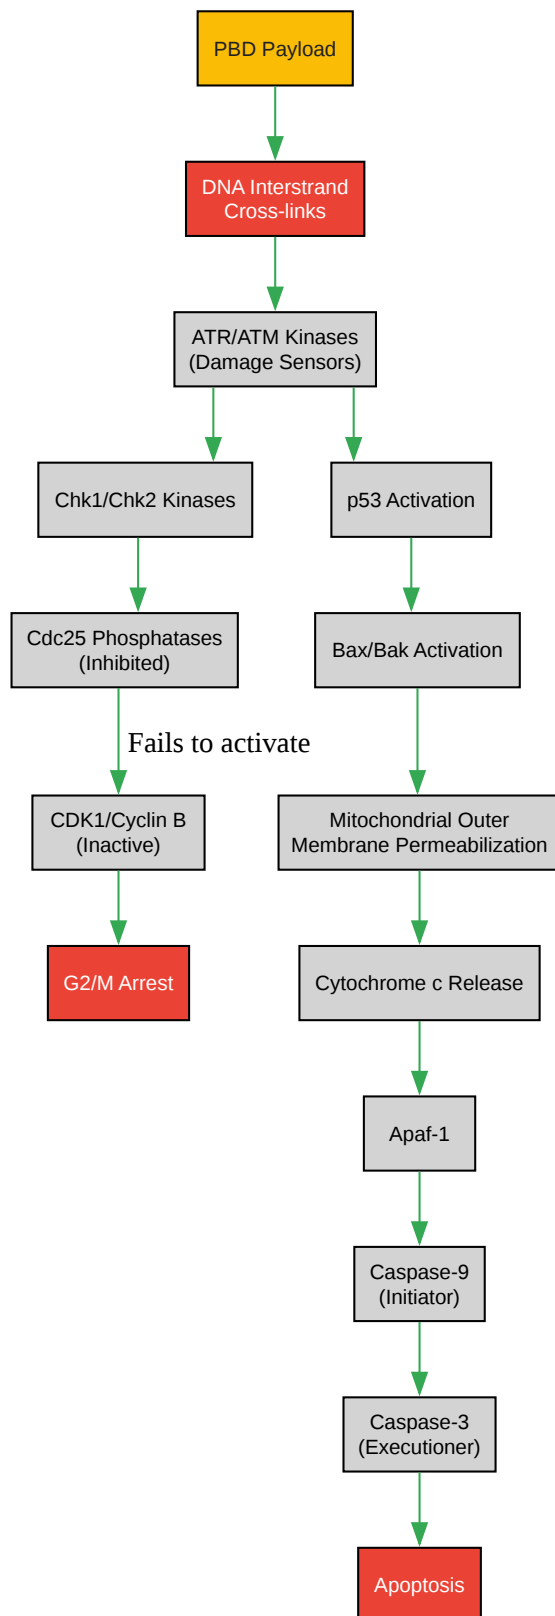 PBD Payload
DNA Interstrand
Cross-links
ATR/ATM Kinases
(Damage Sensors)
Chk1/Chk2 Kinases
p53 Activation
Cdc25 Phosphatases
(Inhibited)
Bax/Bak Activation
Fails to activate
CDK1/Cyclin B
(Inactive)
Mitochondrial Outer
Membrane Permeabilization
G2/M Arrest
Cytochrome c Release
Apaf-1
Caspase-9
(Initiator)
Caspase-3
(Executioner)
Apoptosis